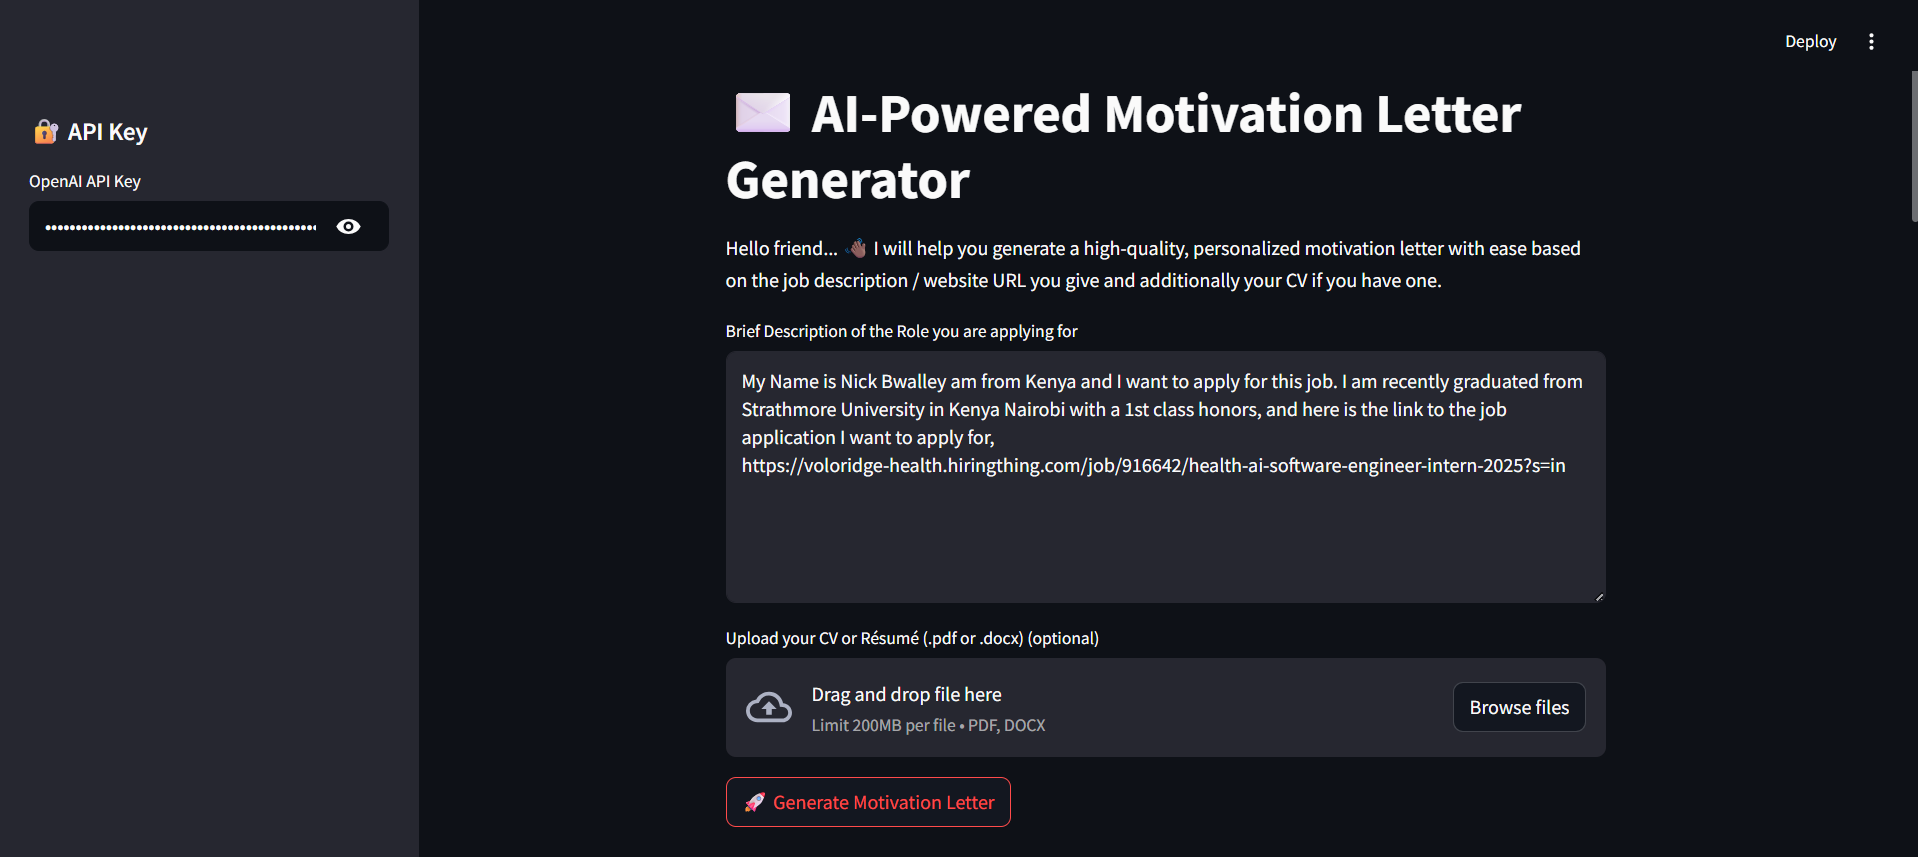 Deploy
API Key
OpenAI API Key
AI-Powered Motivation Letter
Generator
Hello friend... I will help you generate a high-quality, personalized motivation letter with ease based
on the job description / website URL you give and additionally your CV if you have one.
Brief Description of the Role you are applying for
My Name is Nick Bwalley am from Kenya and I want to apply for this job. I am recently graduated from
Strathmore University in Kenya Nairobi with a 1st class honors, and here is the link to the job
application I want to apply for,
https://voloridge-health.hiringthing.com/job/916642/health-ai-software-engineer-intern-2025?s=in
Upload your CV or Résumé (.pdf or .docx) (optional)
Drag and drop file here
Limit 200MB per file • PDF, DOCX
Browse files
Generate Motivation Letter